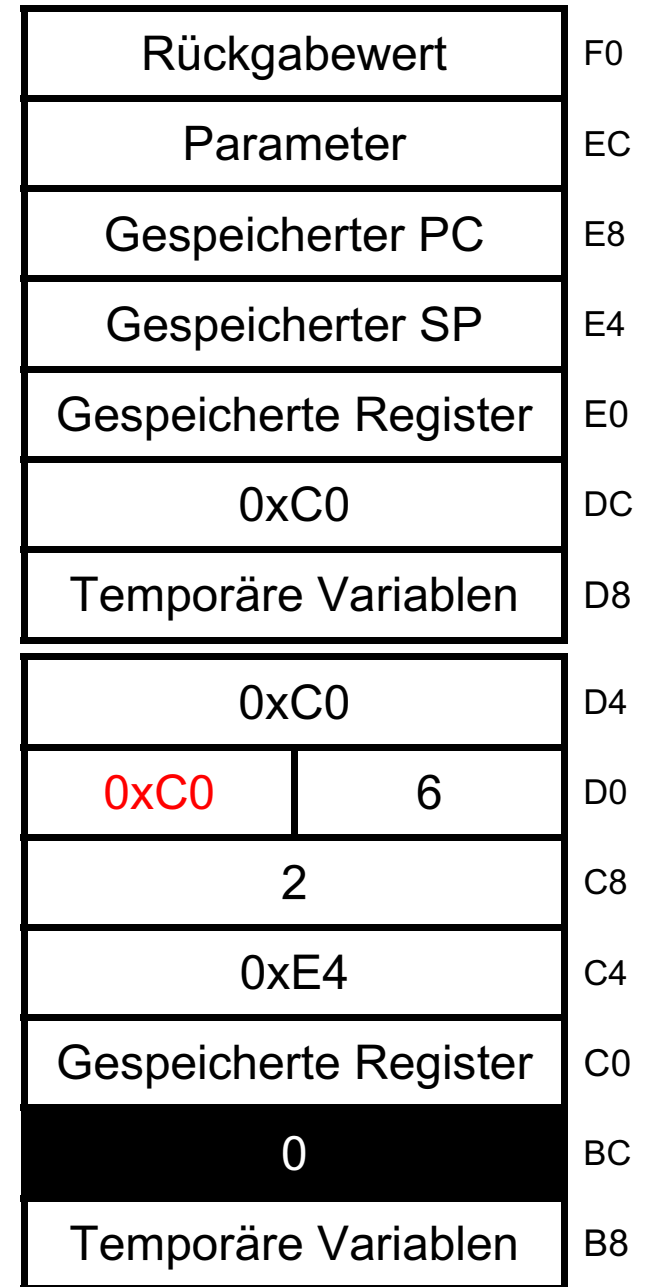 Rückgabewert F0
Parameter EC
Gespeicherter PC E8
Gespeicherter SP E4
Gespeicherte Register E0
0xC0 DC
Temporäre Variablen D8
0xC0 D4
0xC0 6 D0
2 C8
0xE4 C4
Gespeicherte Register C0
0 BC
Temporäre Variablen B8